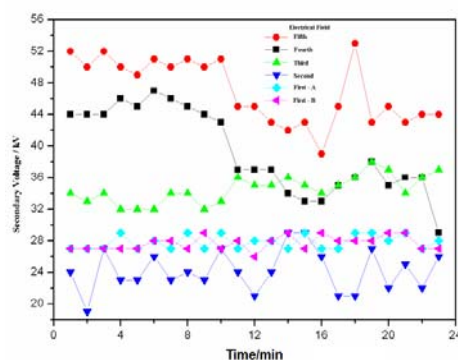 56
52
48
44
40
36
32
28
24
20
Secondary Voltage / kV
Electrical Field
Fifth
Fourth
Third
Second
First - A
First - B
0 4 8 12 16 20 24
Time/min